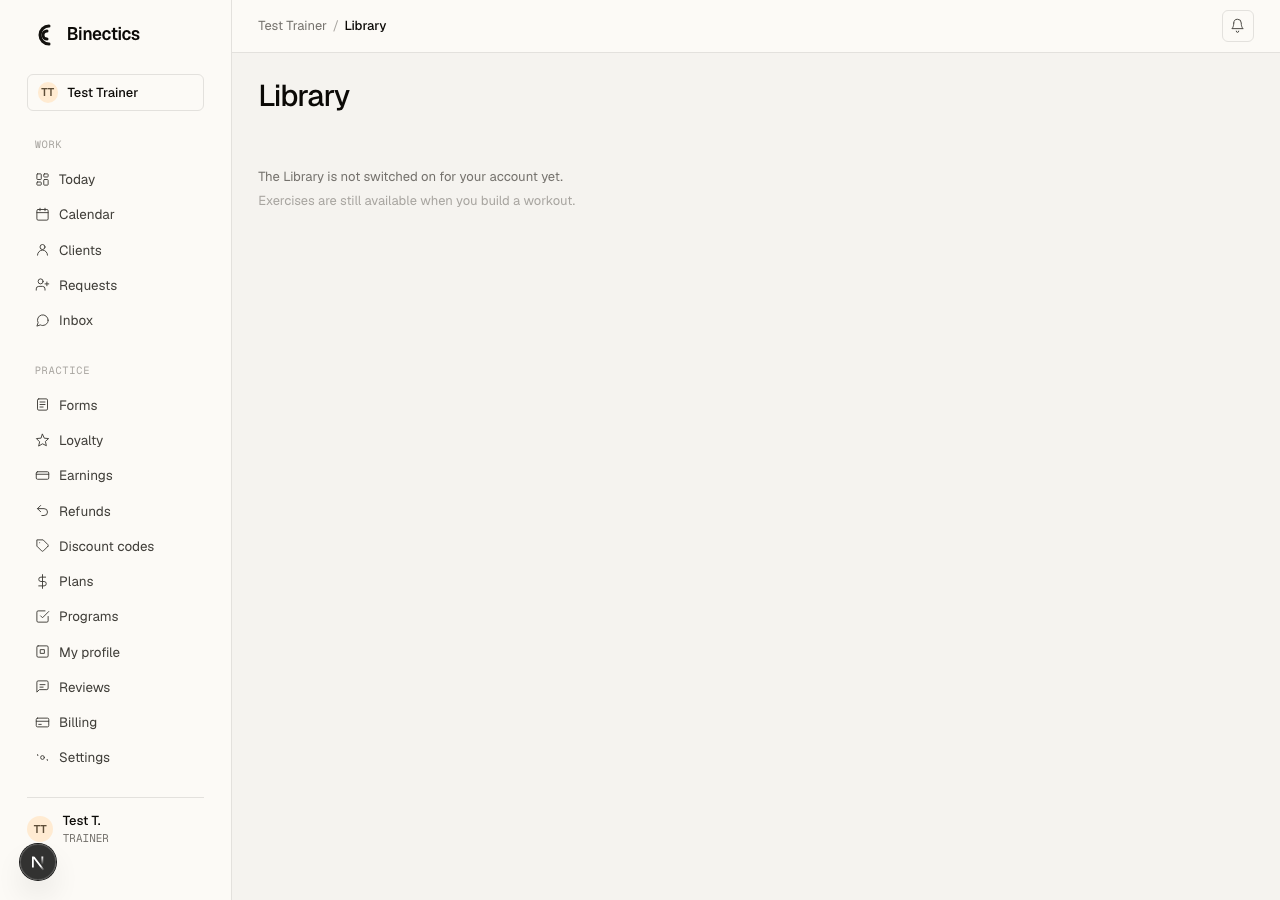 Binectics
Test Trainer / Library
TT Test Trainer
Library
WORK
Today
Calendar
Clients
Requests
Inbox
The Library is not switched on for your account yet.
Exercises are still available when you build a workout.
PRACTICE
Forms
Loyalty
Earnings
Refunds
Discount codes
Plans
Programs
My profile
Reviews
Billing
Settings
TT Test T.
TRAINER
N